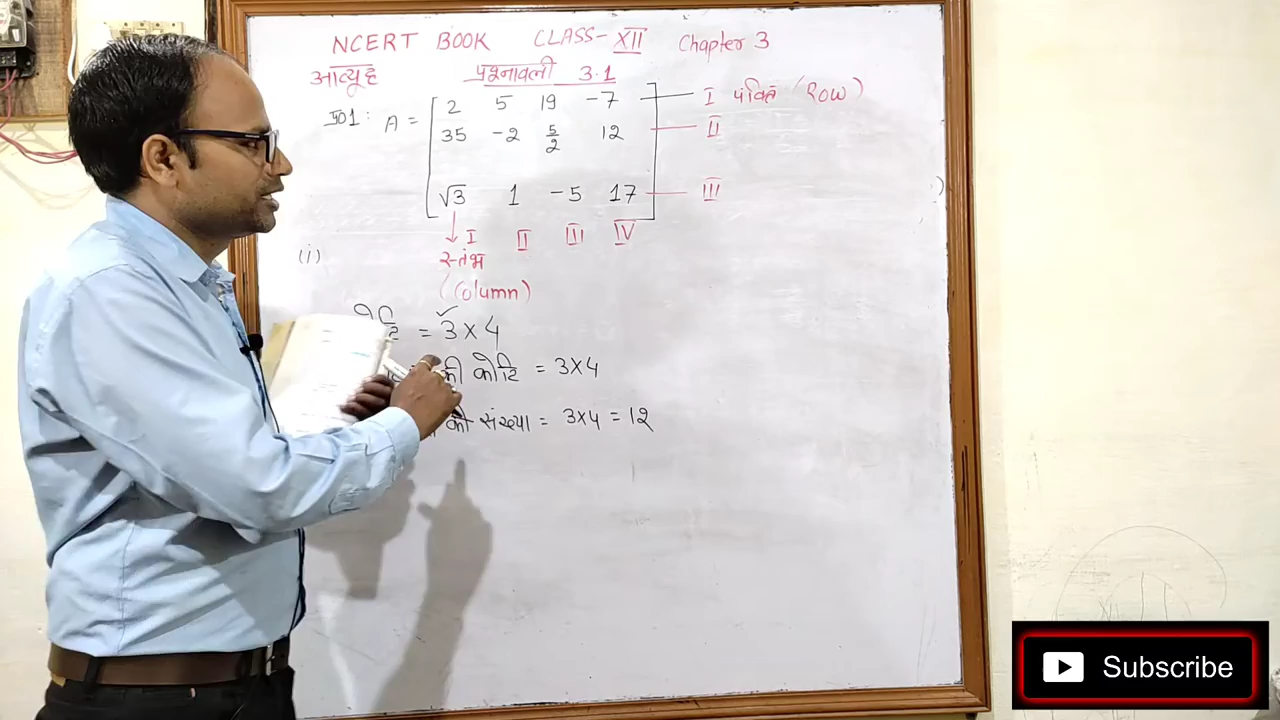 NCERT BOOK CLASS-XII Chapter 3
आव्यूह प्रश्नावली 3.1
प्र01: A = [ 2 5 19 -7 ] I पंक्ति (Row)
35 -2 5/2 12 II
√3 1 -5 17 III
I II III IV
(i) स्तंभ
(Column)
= 3×4
की कोटि = 3×4
की संख्या = 3×4 = 12
Subscribe